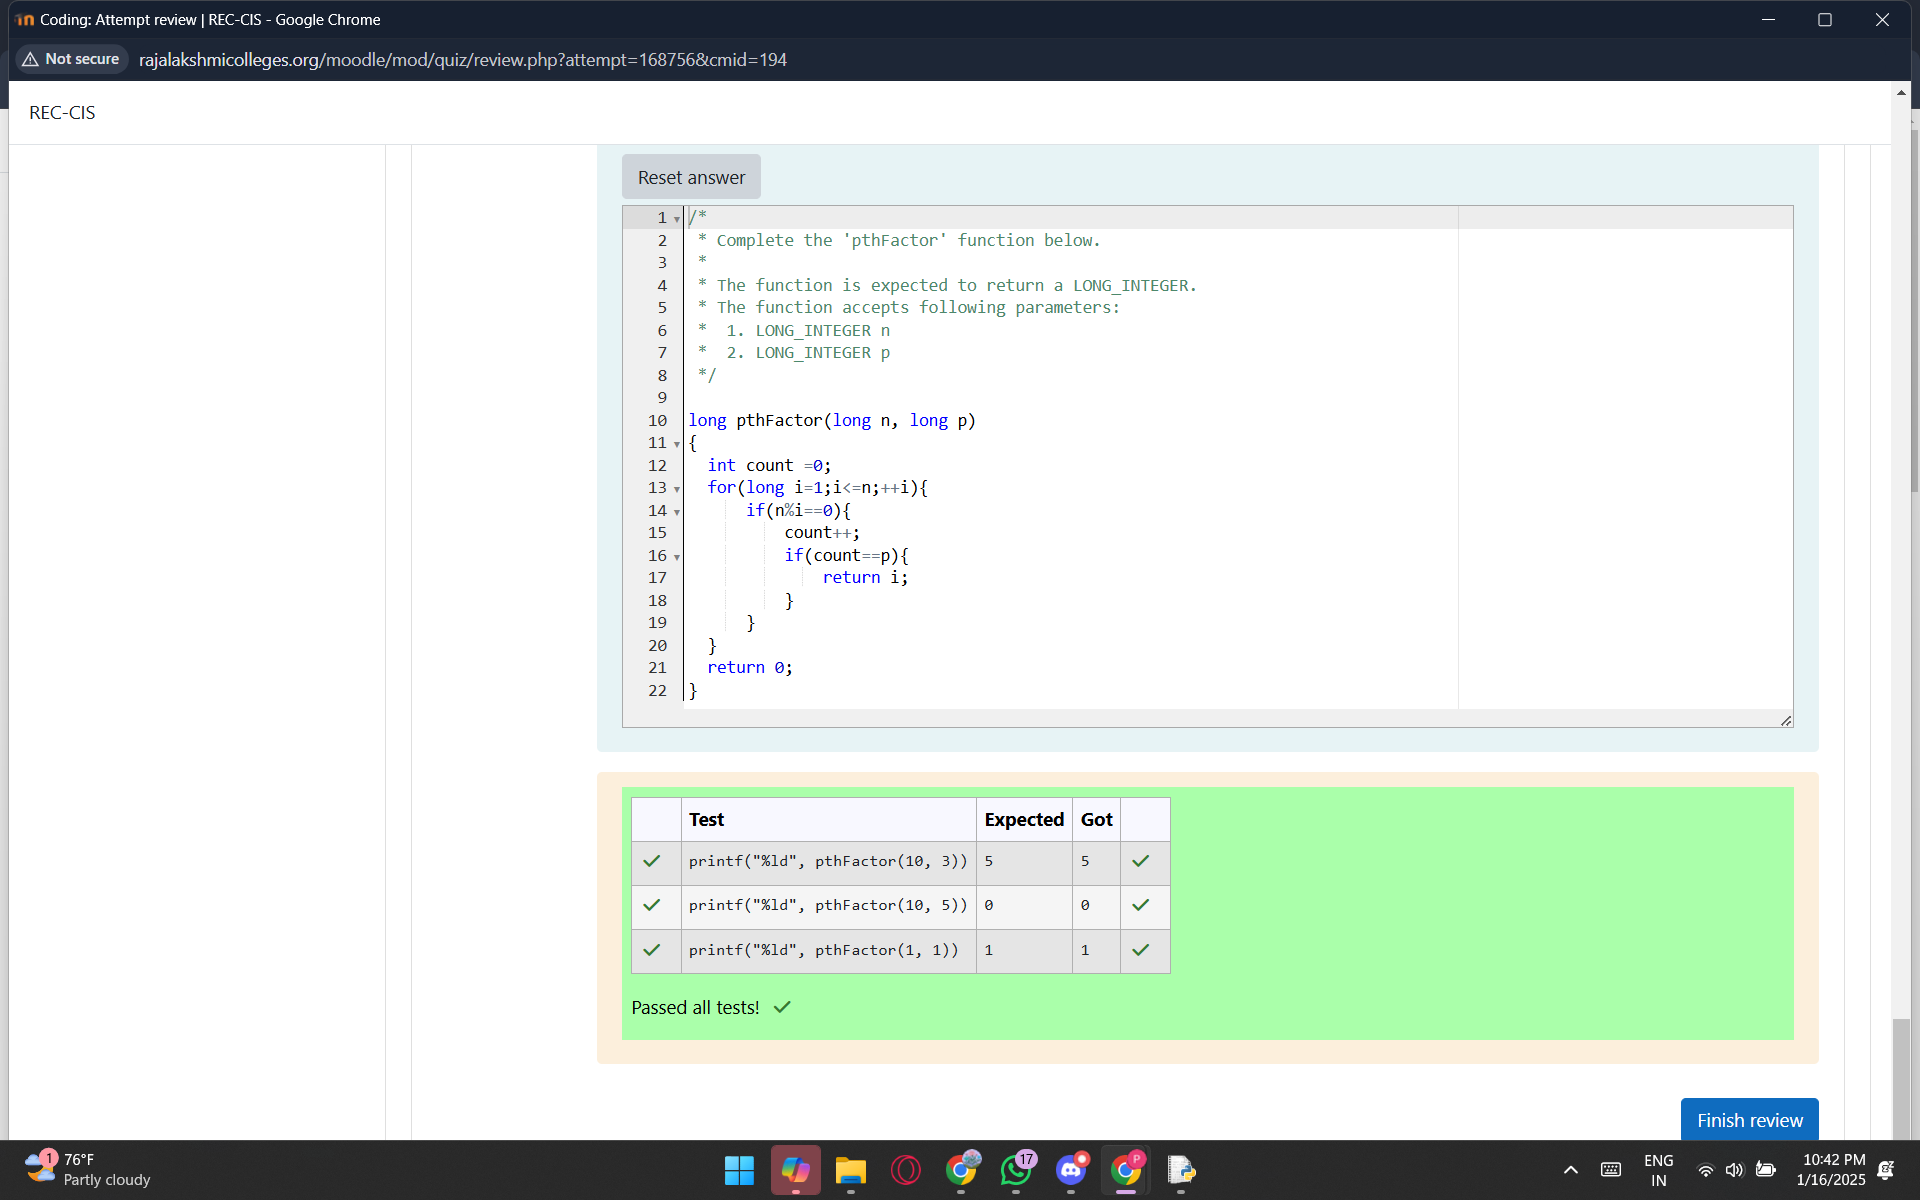 Coding: Attempt review | REC-CIS - Google Chrome
Not secure rajalakshmicolleges.org/moodle/mod/quiz/review.php?attempt=168756&cmid=194
REC-CIS
Reset answer
1 /*
2  * Complete the 'pthFactor' function below.
3  *
4  * The function is expected to return a LONG_INTEGER.
5  * The function accepts following parameters:
6  *  1. LONG_INTEGER n
7  *  2. LONG_INTEGER p
8  */
9
10 long pthFactor(long n, long p)
11 {
12   int count =0;
13   for(long i=1;i<=n;++i){
14       if(n%i==0){
15           count++;
16           if(count==p){
17               return i;
18           }
19       }
20   }
21   return 0;
22 }
Test Expected Got
printf("%ld", pthFactor(10, 3)) 5 5
printf("%ld", pthFactor(10, 5)) 0 0
printf("%ld", pthFactor(1, 1)) 1 1
Passed all tests!
Finish review
1 76°F
Partly cloudy
17
P
ENG
IN
10:42 PM
1/16/2025